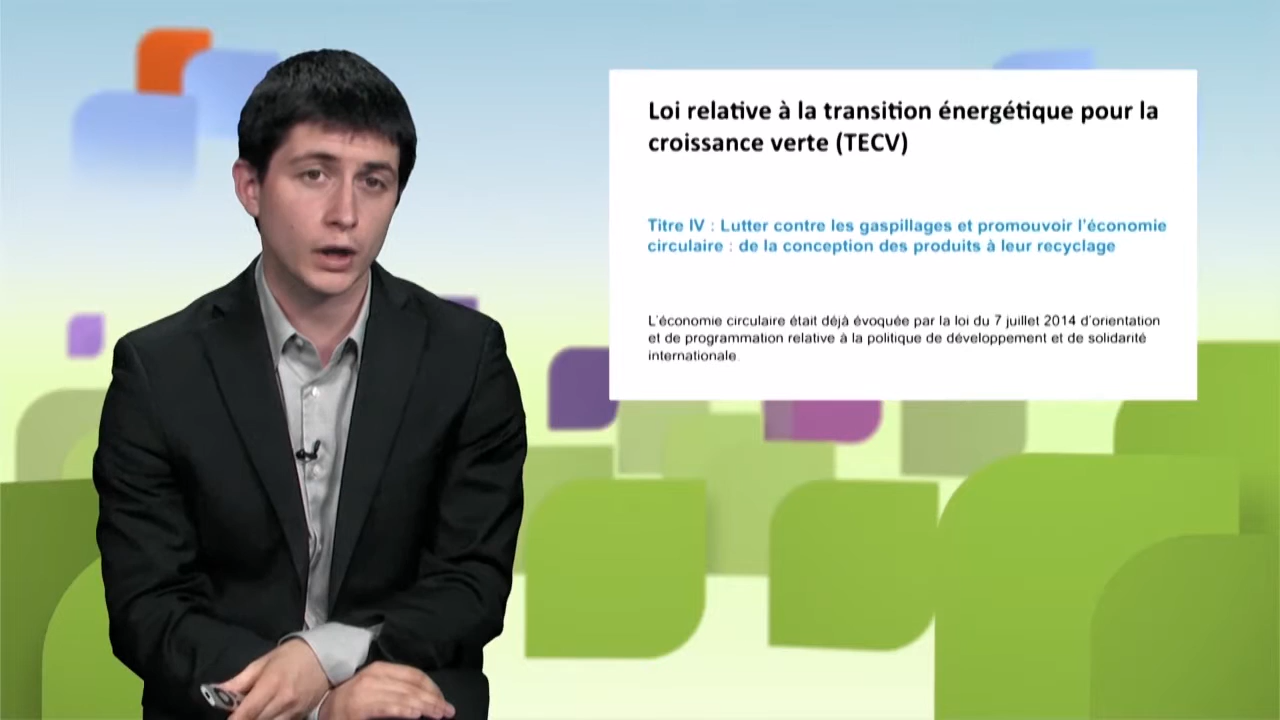 Loi relative à la transition énergétique pour la
croissance verte (TECV)
Titre IV : Lutter contre les gaspillages et promouvoir l'économie
circulaire : de la conception des produits à leur recyclage
L'économie circulaire était déjà évoquée par la loi du 7 juillet 2014 d'orientation
et de programmation relative à la politique de développement et de solidarité
internationale.